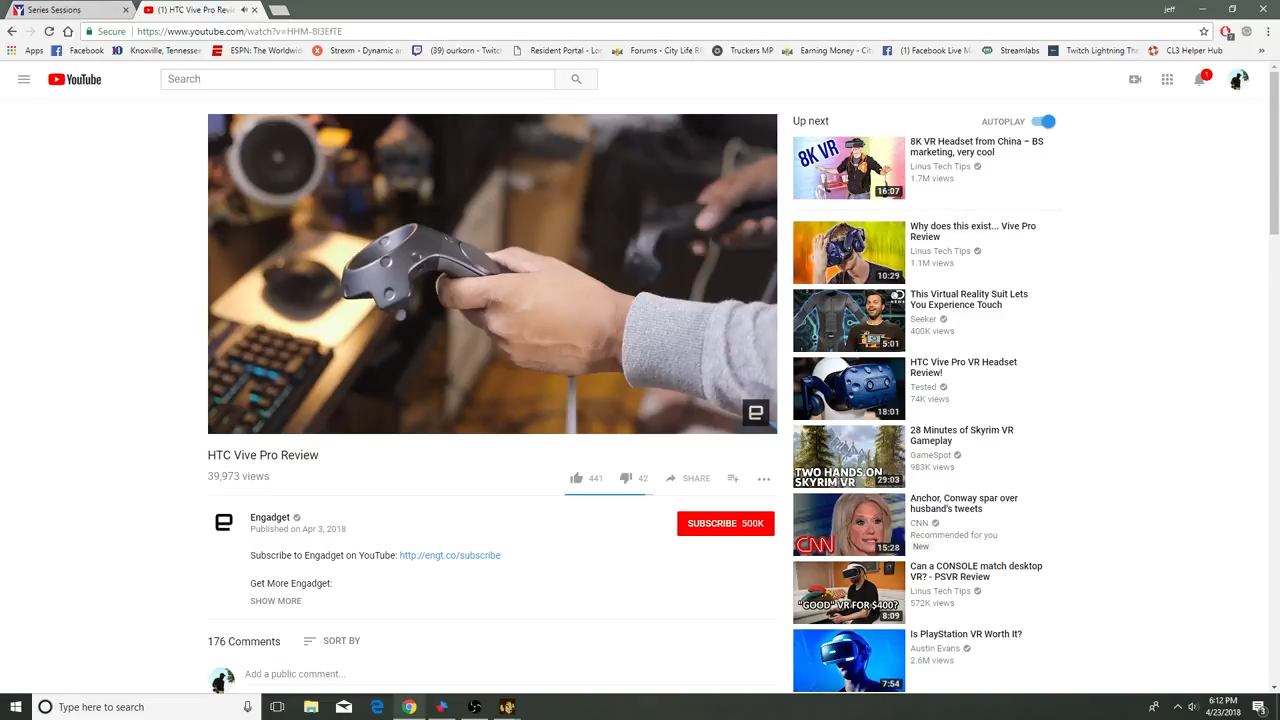 Series Sessions
(1) HTC Vive Pro Revie
Jeff
Secure
https://www.youtube.com/watch?v=HHM-8I3EfTE
Apps
Facebook
Knoxville, Tennessee
ESPN: The Worldwide
Strexm - Dynamic an
(39) ourkorn - Twitch
Resident Portal - Log
Forums - City Life R
Truckers MP
Earning Money - Cit
(1) Facebook Live M
Streamlabs
Twitch Lightning The
CL3 Helper Hub
YouTube
Search
1
HTC Vive Pro Review
39,973 views
441
42
SHARE
Engadget
Published on Apr 3, 2018
SUBSCRIBE 500K
Subscribe to Engadget on YouTube: http://engt.co/subscribe
Get More Engadget:
SHOW MORE
176 Comments
SORT BY
Add a public comment...
Up next
AUTOPLAY
8K VR
16:07
8K VR Headset from China – BS
marketing, very cool
Linus Tech Tips
1.7M views
10:29
Why does this exist... Vive Pro
Review
Linus Tech Tips
1.1M views
5:01
This Virtual Reality Suit Lets
You Experience Touch
Seeker
400K views
18:01
HTC Vive Pro VR Headset
Review!
Tested
74K views
TWO HANDS ON
SKYRIM VR
29:03
28 Minutes of Skyrim VR
Gameplay
GameSpot
983K views
CNN
15:28
Anchor, Conway spar over
husband's tweets
CNN
Recommended for you
New
"GOOD" VR FOR $400?
8:09
Can a CONSOLE match desktop
VR? - PSVR Review
Linus Tech Tips
572K views
7:54
Is PlayStation VR Worth It?
Austin Evans
2.6M views
Type here to search
6:12 PM
4/23/2018
3